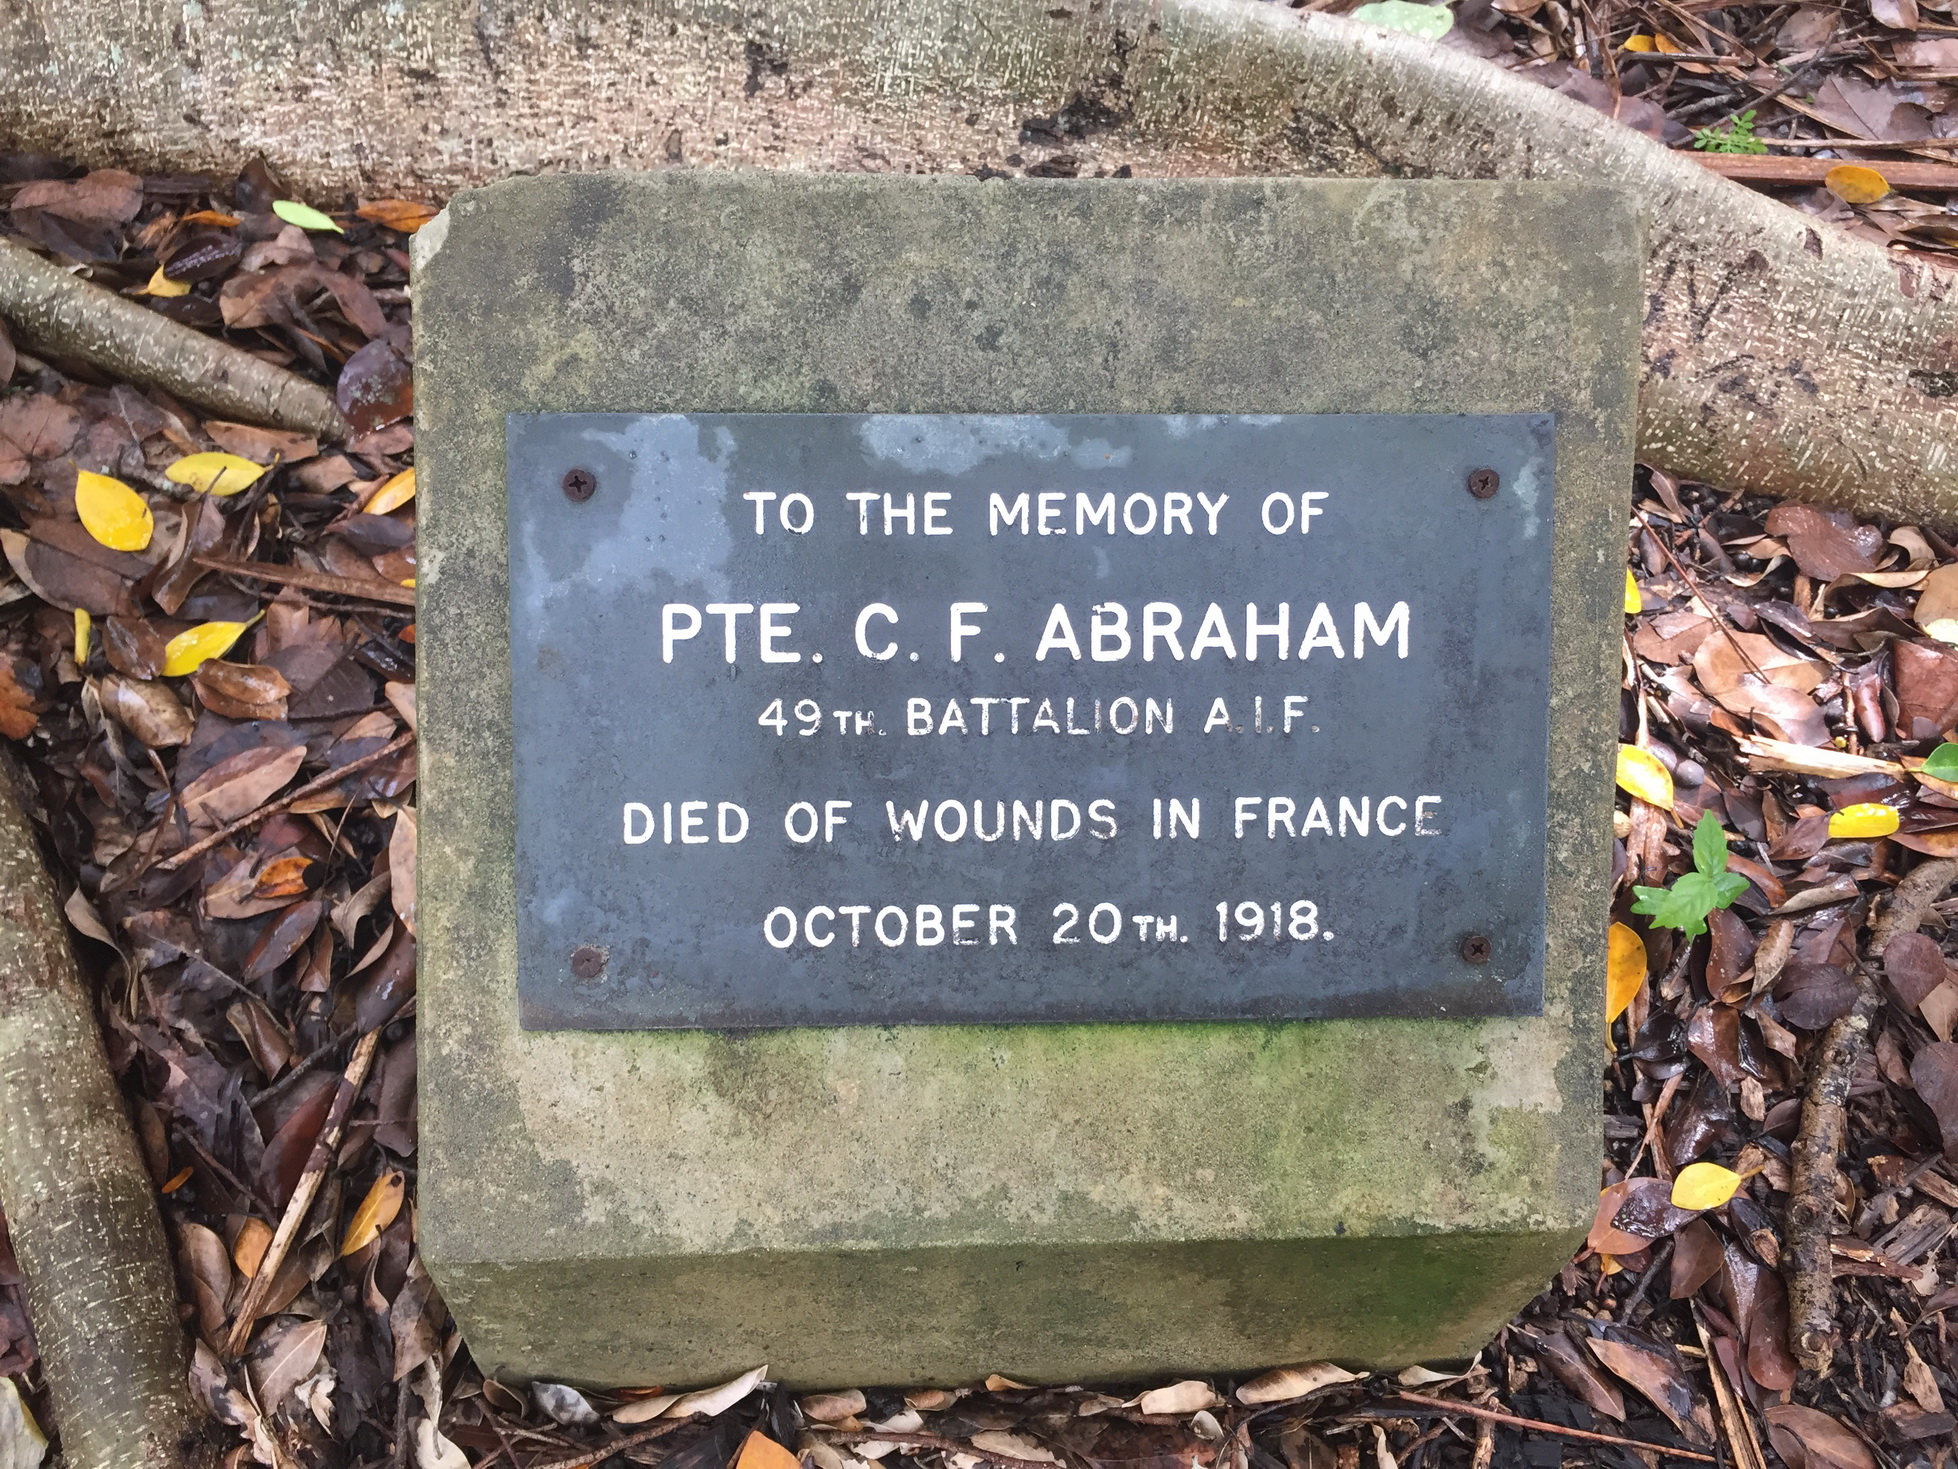 TO THE MEMORY OF
PTE. C. F. ABRAHAM
49TH. BATTALION A.I.F.
DIED OF WOUNDS IN FRANCE
OCTOBER 20TH. 1918.